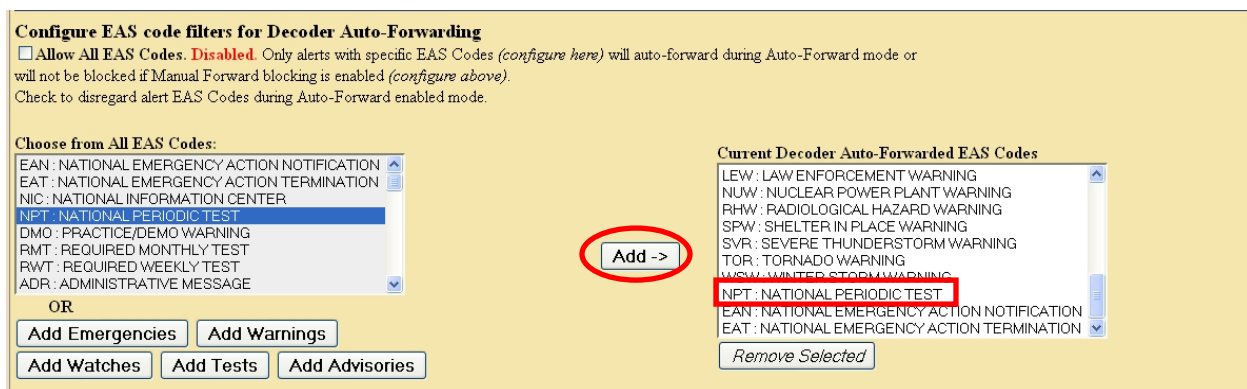 Configure EAS code filters for Decoder Auto-Forwarding
Allow All EAS Codes. Disabled. Only alerts with specific EAS Codes (configure here) will auto-forward during Auto-Forward mode or
will not be blocked if Manual Forward blocking is enabled (configure above).
Check to disregard alert EAS Codes during Auto-Forward enabled mode.
Choose from All EAS Codes:
EAN : NATIONAL EMERGENCY ACTION NOTIFICATION
EAT : NATIONAL EMERGENCY ACTION TERMINATION
NIC : NATIONAL INFORMATION CENTER
NPT : NATIONAL PERIODIC TEST
DMO : PRACTICE/DEMO WARNING
RMT : REQUIRED MONTHLY TEST
RWT : REQUIRED WEEKLY TEST
ADR : ADMINISTRATIVE MESSAGE
OR
Add Emergencies Add Warnings
Add Watches Add Tests Add Advisories
Add ->
Current Decoder Auto-Forwarded EAS Codes
LEW : LAW ENFORCEMENT WARNING
NUW : NUCLEAR POWER PLANT WARNING
RHW : RADIOLOGICAL HAZARD WARNING
SPW : SHELTER IN PLACE WARNING
SVR : SEVERE THUNDERSTORM WARNING
TOR : TORNADO WARNING
WSW : WINTER STORM WARNING
NPT : NATIONAL PERIODIC TEST
EAN : NATIONAL EMERGENCY ACTION NOTIFICATION
EAT : NATIONAL EMERGENCY ACTION TERMINATION
Remove Selected